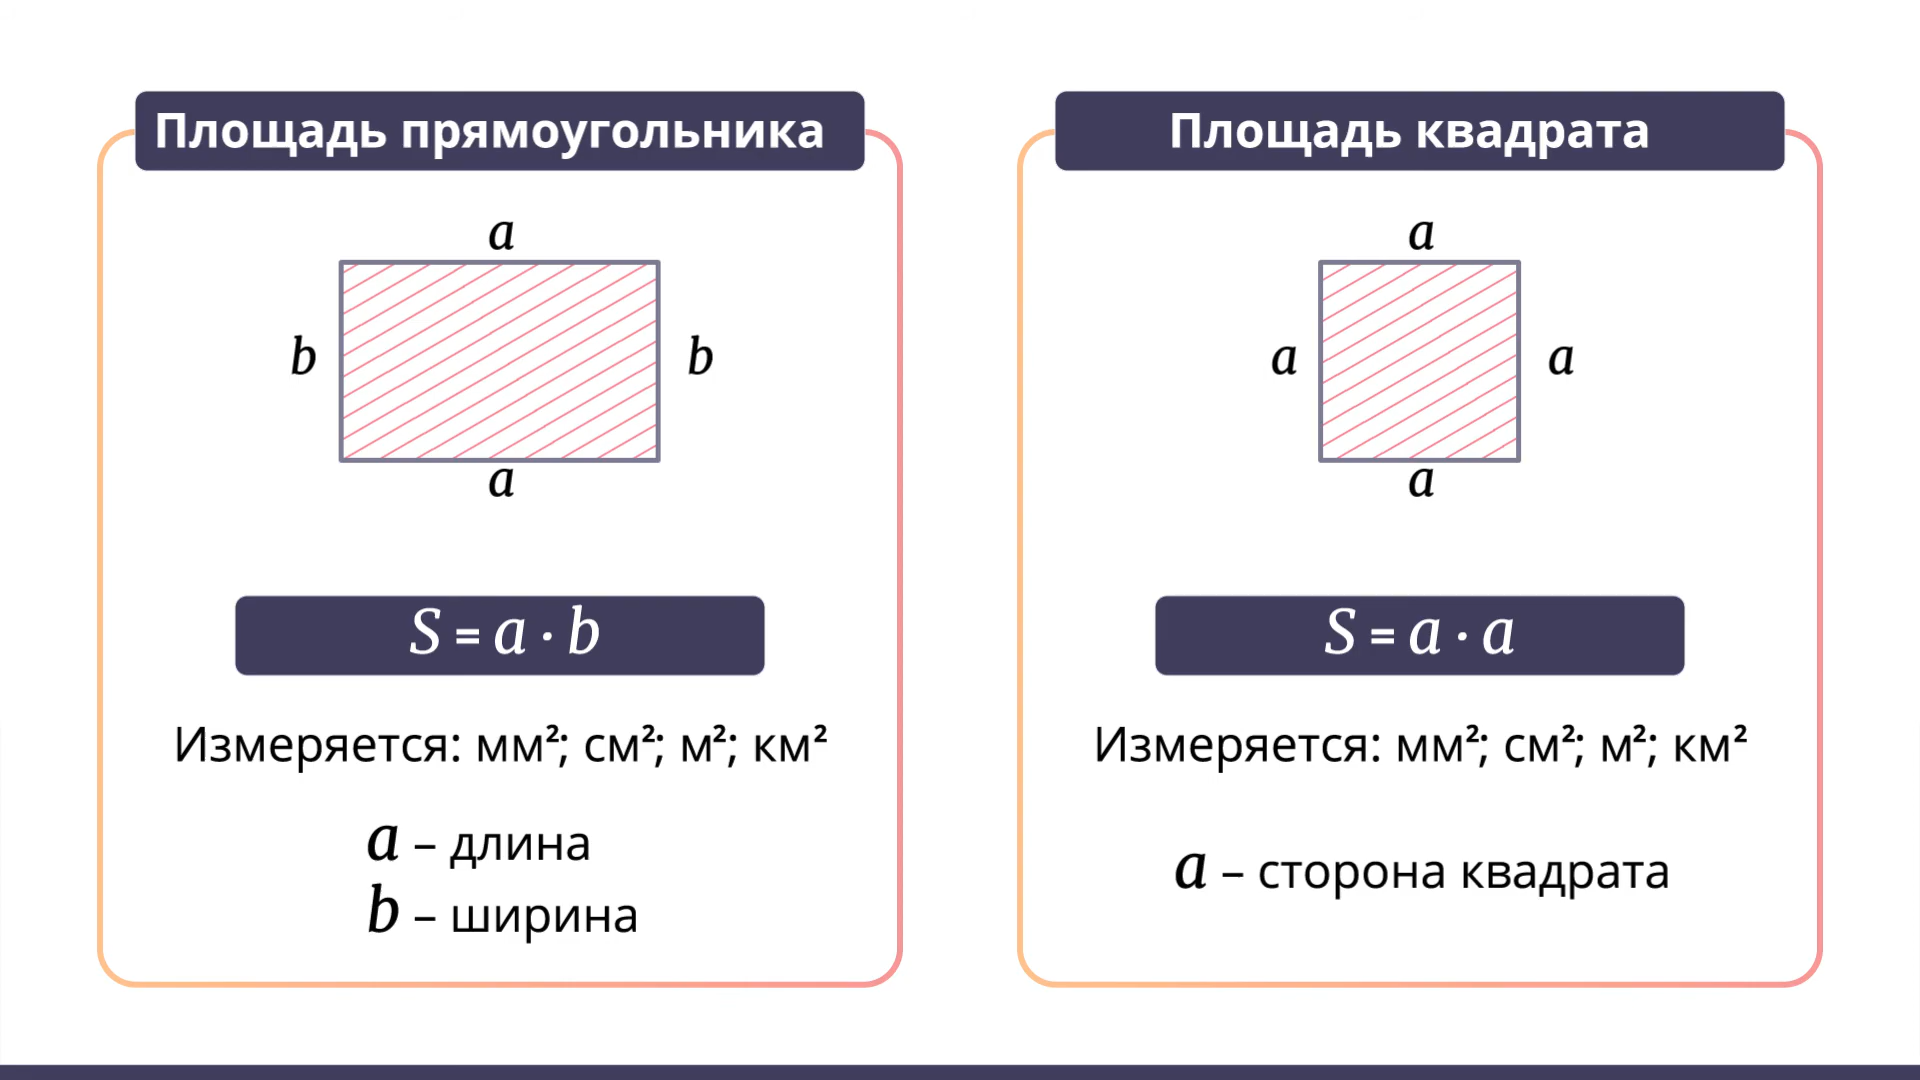 Площадь прямоугольника
a
b
b
a
S = a · b
Измеряется: мм²; см²; м²; км²
a – длина
b – ширина
Площадь квадрата
a
a
a
a
S = a · a
Измеряется: мм²; см²; м²; км²
a – сторона квадрата